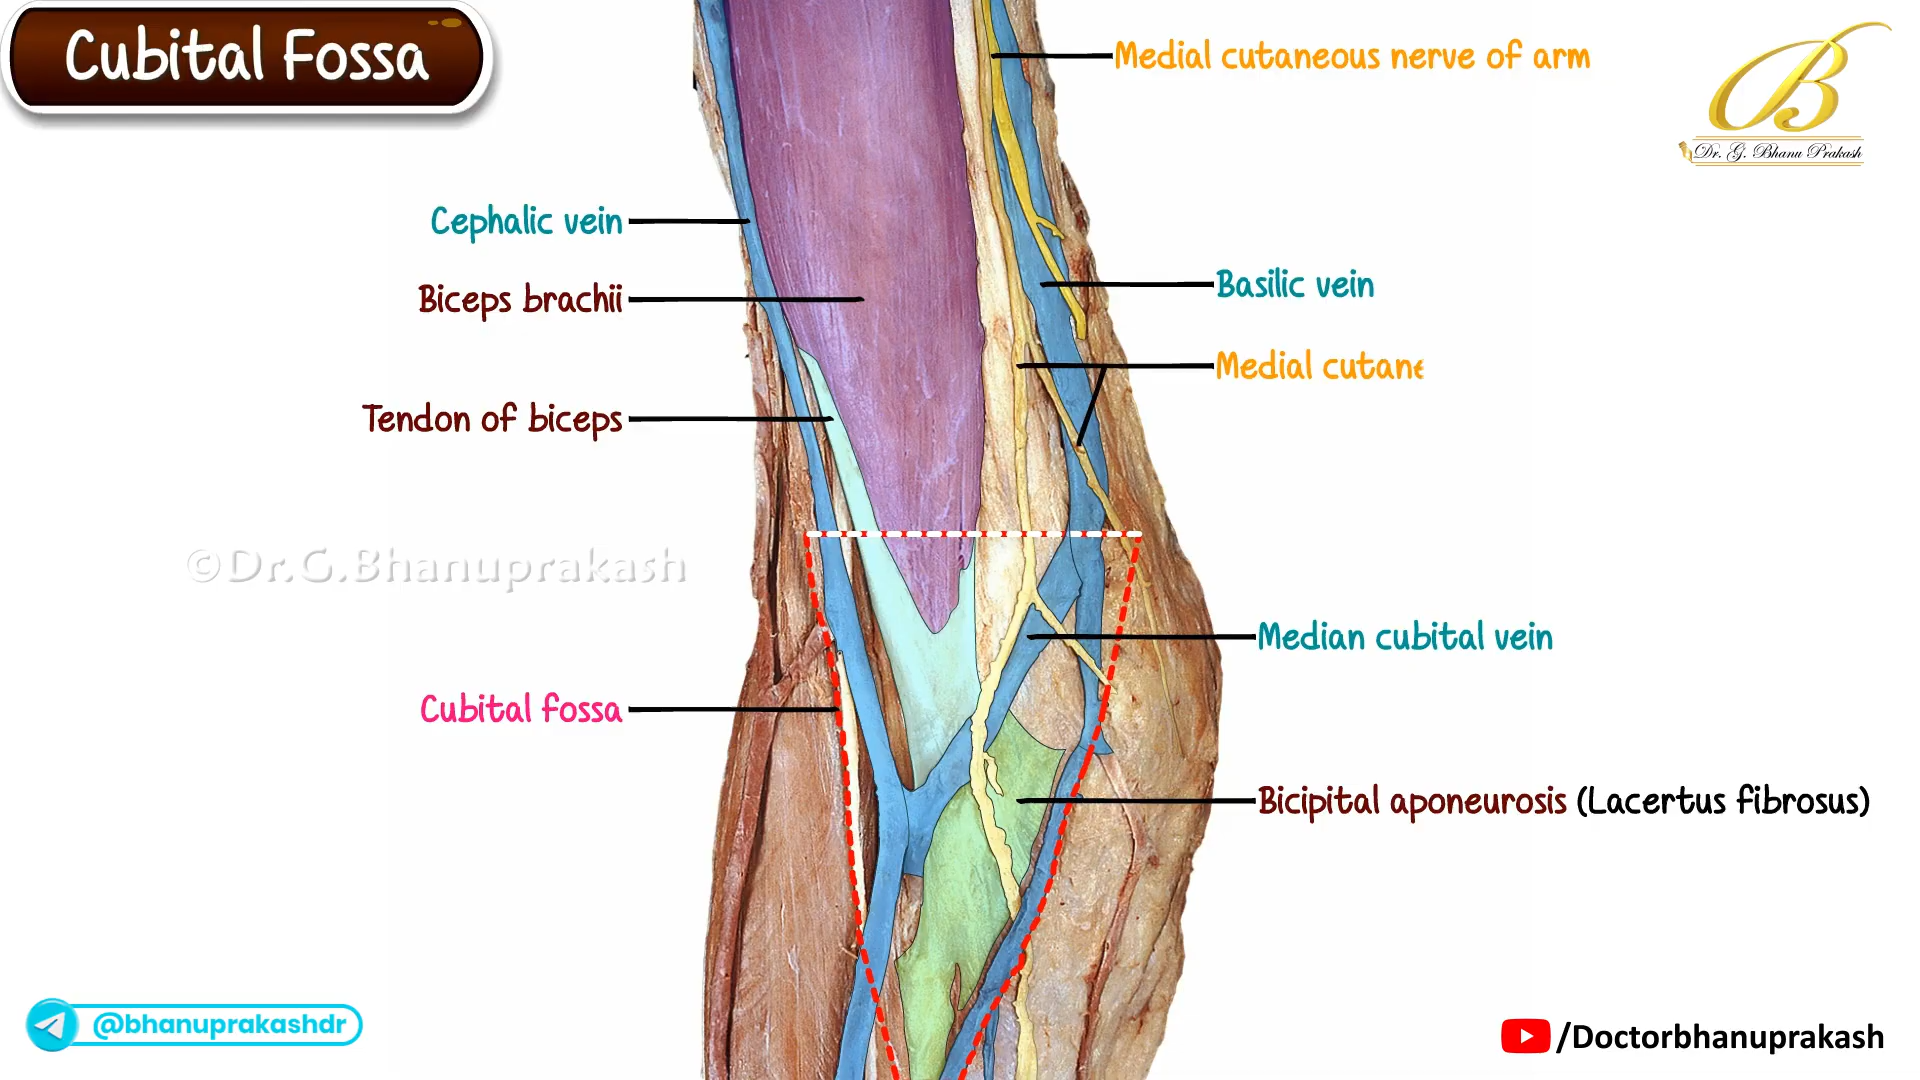 Cubital Fossa
Medial cutaneous nerve of arm
Dr. G. Bhanu Prakash
Cephalic vein
Basilic vein
Biceps brachii
Medial cutane
Tendon of biceps
©Dr.G.Bhanuprakash
Median cubital vein
Cubital fossa
Bicipital aponeurosis (Lacertus fibrosus)
@bhanuprakashdr
/Doctorbhanuprakash